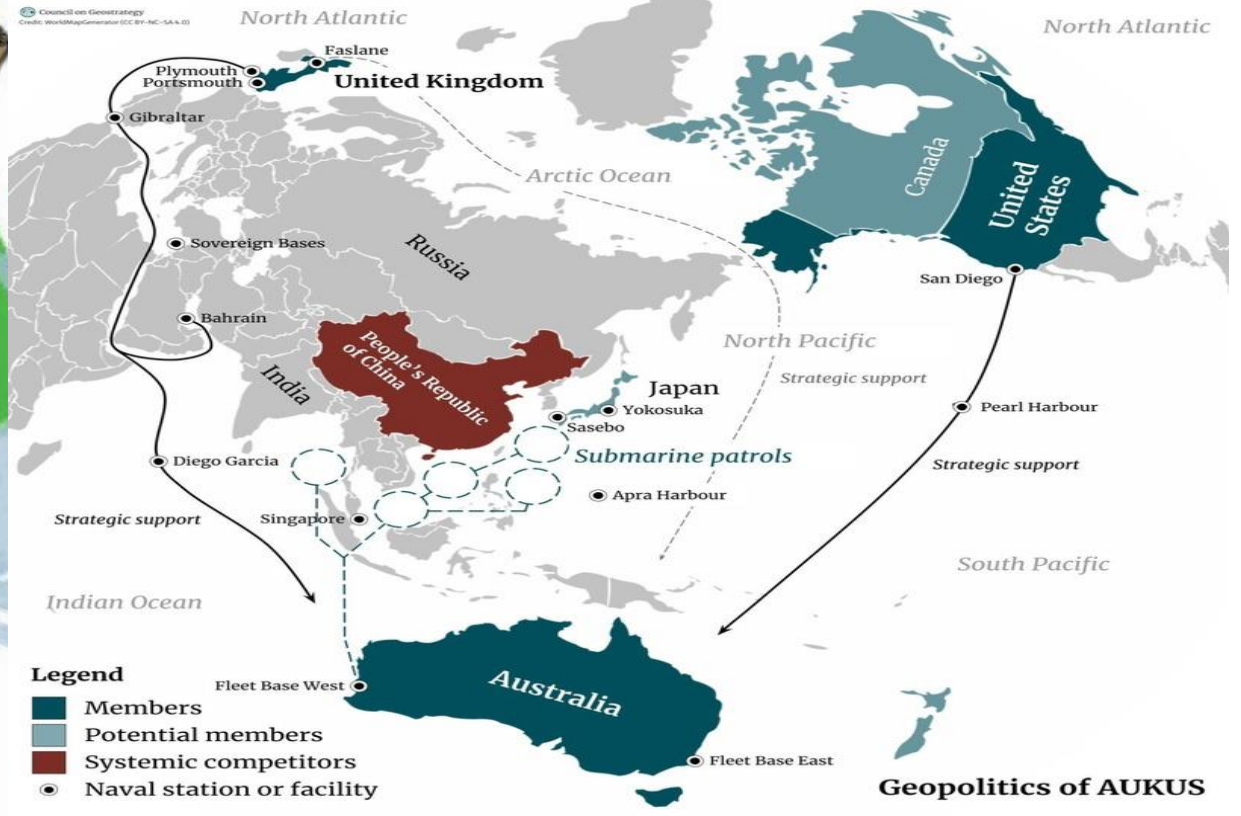 Council on Geostrategy
Credit: WorldMapGenerator (CC BY-NC-SA 4.0)
North Atlantic
North Atlantic
Faslane
Plymouth
Portsmouth
United Kingdom
Gibraltar
Arctic Ocean
Canada
United
States
Sovereign Bases
Russia
San Diego
Bahrain
North Pacific
People's Republic
of China
India
Japan
Strategic support
Yokosuka
Pearl Harbour
Sasebo
Submarine patrols
Diego Garcia
Strategic support
Apra Harbour
Strategic support
Singapore
South Pacific
Indian Ocean
Legend
Members
Potential members
Systemic competitors
Naval station or facility
Fleet Base West
Australia
Fleet Base East
Geopolitics of AUKUS